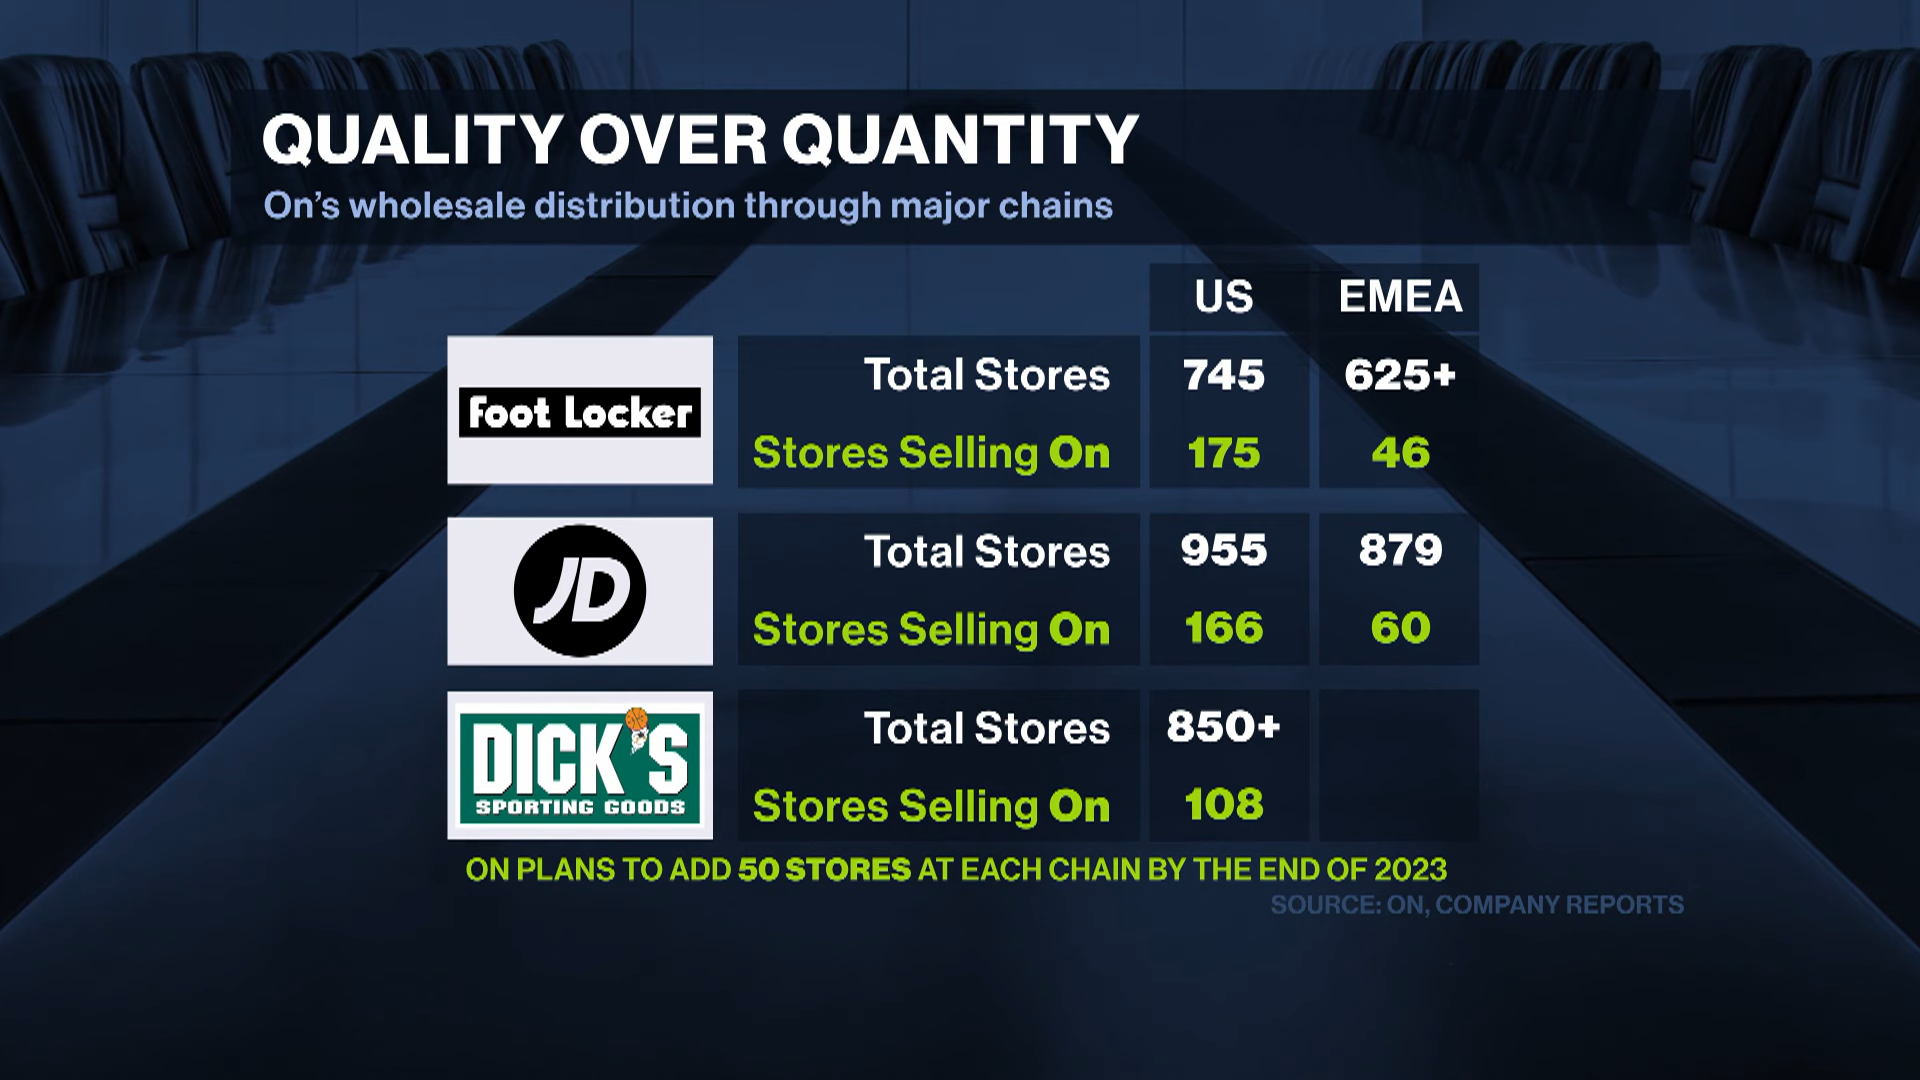 QUALITY OVER QUANTITY
On's wholesale distribution through major chains
US EMEA
Foot Locker
Total Stores 745 625+
Stores Selling On 175 46
JD
Total Stores 955 879
Stores Selling On 166 60
DICK'S
SPORTING GOODS
Total Stores 850+
Stores Selling On 108
ON PLANS TO ADD 50 STORES AT EACH CHAIN BY THE END OF 2023
SOURCE: ON, COMPANY REPORTS